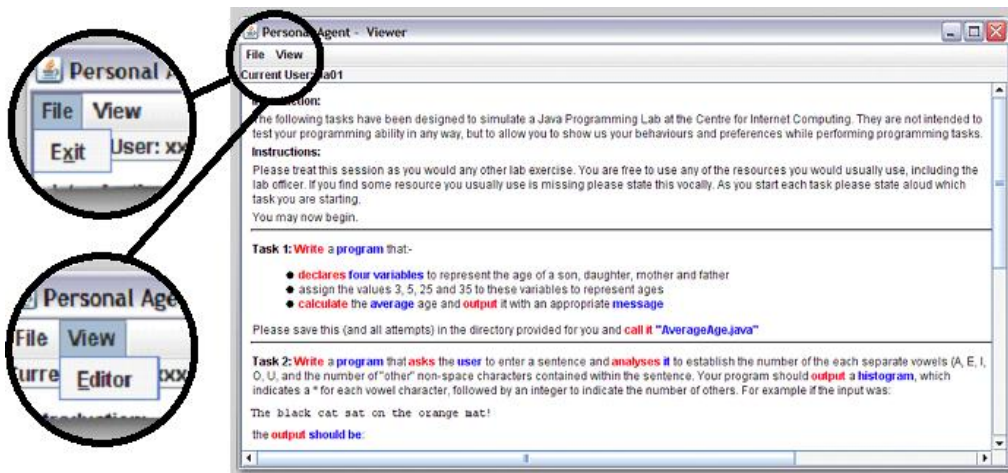 Personal A
File View
Exit User: xx
Personal Age
File View
Curre Editor xxx
Personal Agent - Viewer
File View
Current User: ba01
Introduction:
The following tasks have been designed to simulate a Java Programming Lab at the Centre for Internet Computing. They are not intended to
test your programming ability in any way, but to allow you to show us your behaviours and preferences while performing programming tasks.
Instructions:
Please treat this session as you would any other lab exercise. You are free to use any of the resources you would usually use, including the
lab officer. If you find some resource you usually use is missing please state this vocally. As you start each task please state aloud which
task you are starting.
You may now begin.
Task 1: Write a program that:-
● declares four variables to represent the age of a son, daughter, mother and father
● assign the values 3, 5, 25 and 35 to these variables to represent ages
● calculate the average age and output it with an appropriate message
Please save this (and all attempts) in the directory provided for you and call it "AverageAge.java"
Task 2: Write a program that asks the user to enter a sentence and analyses it to establish the number of the each separate vowels (A, E, I,
O, U, and the number of "other" non-space characters contained within the sentence. Your program should output a histogram, which
indicates a * for each vowel character, followed by an integer to indicate the number of others. For example if the input was:
The black cat sat on the orange mat!
the output should be: